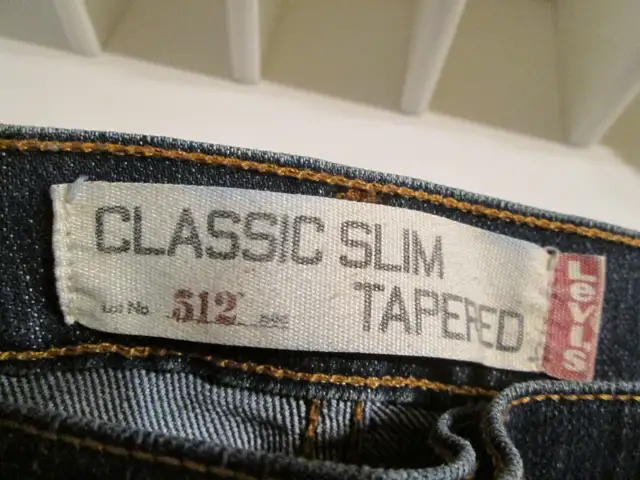 CLASSIC SLIM
TAPERED
Lot No 512
Levi's